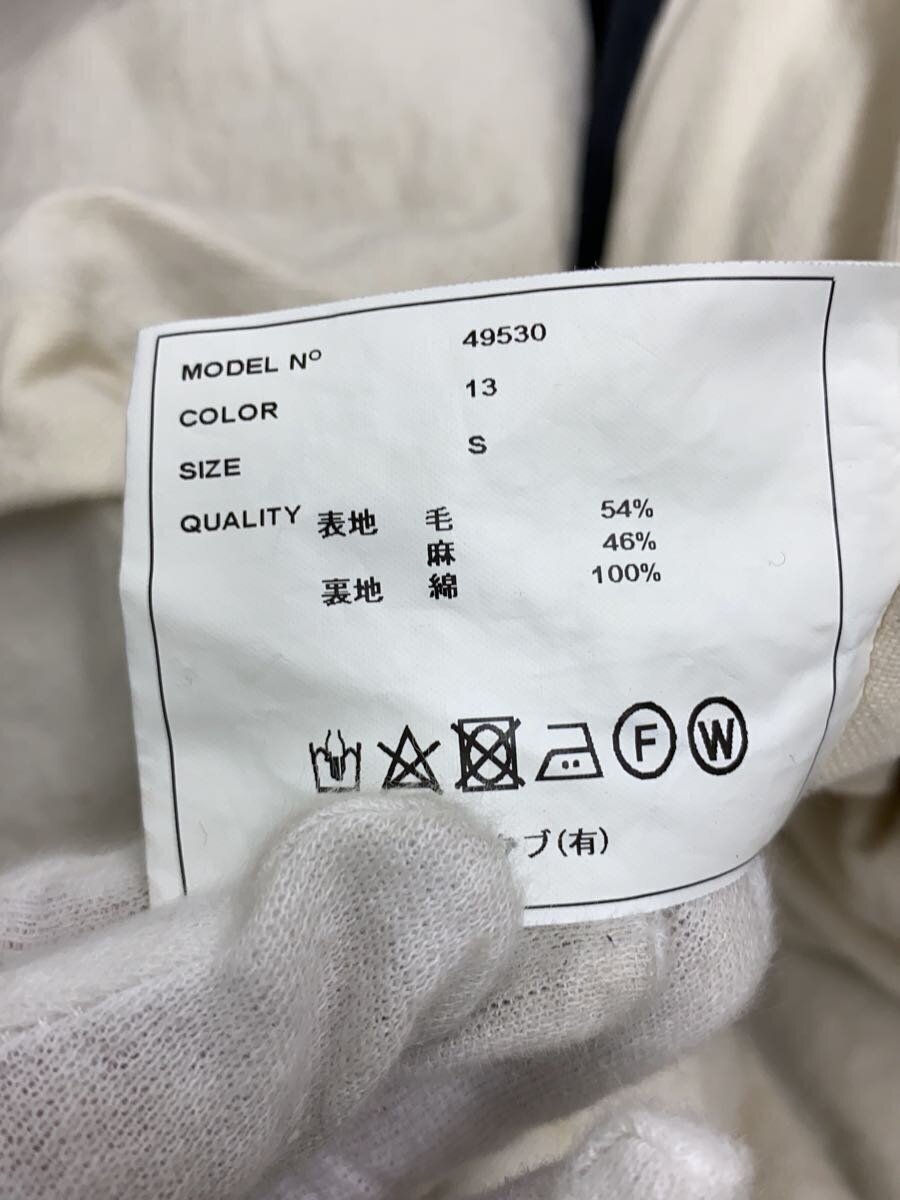 MODEL Nº 49530
COLOR 13
SIZE S
QUALITY 表地 毛 54%
麻 46%
裏地 綿 100%
F W
ブ(有)